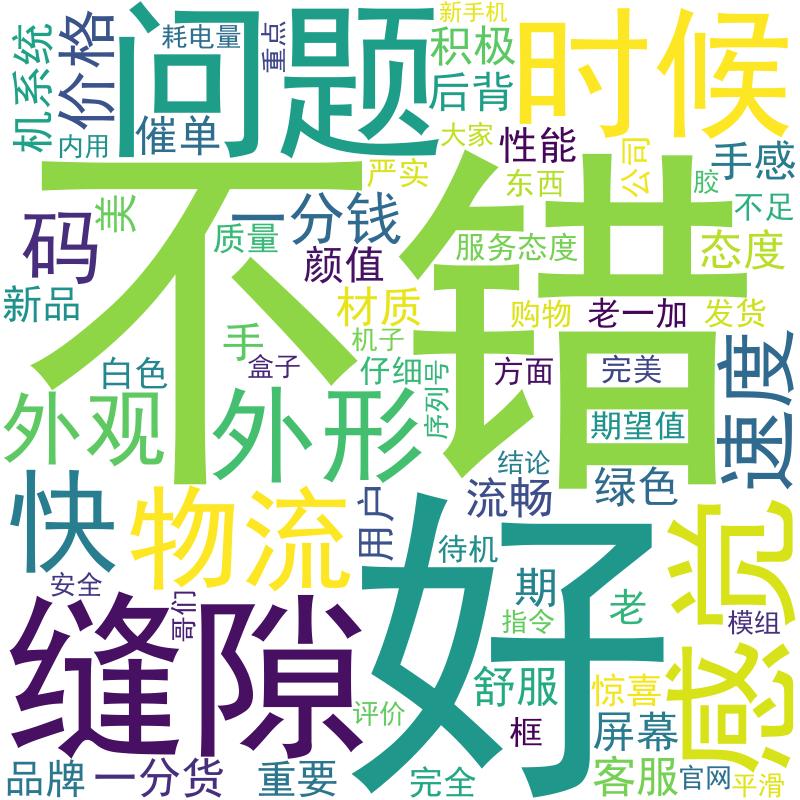 新手机
耗电量
重点
问题
时候
积极
价格
机系统
后背
催单
内用
大家
性能
公司
手感
严实
东西
胶
不足
美
码
一分钱
不错
质量
服务态度
态度
颜值
新品
材质
购物
老一加
发货
手
机子
盒子
仔细
序列号
方面
完美
白色
速度
外观
外形
期望值
结论
绿色
流畅
快
物流
用户
好
感觉
待机
期
安全
哥们
指令
老
模组
缝隙
舒服
惊喜
评价
框
屏幕
品牌
一分货
重要
完全
客服
官网
平滑